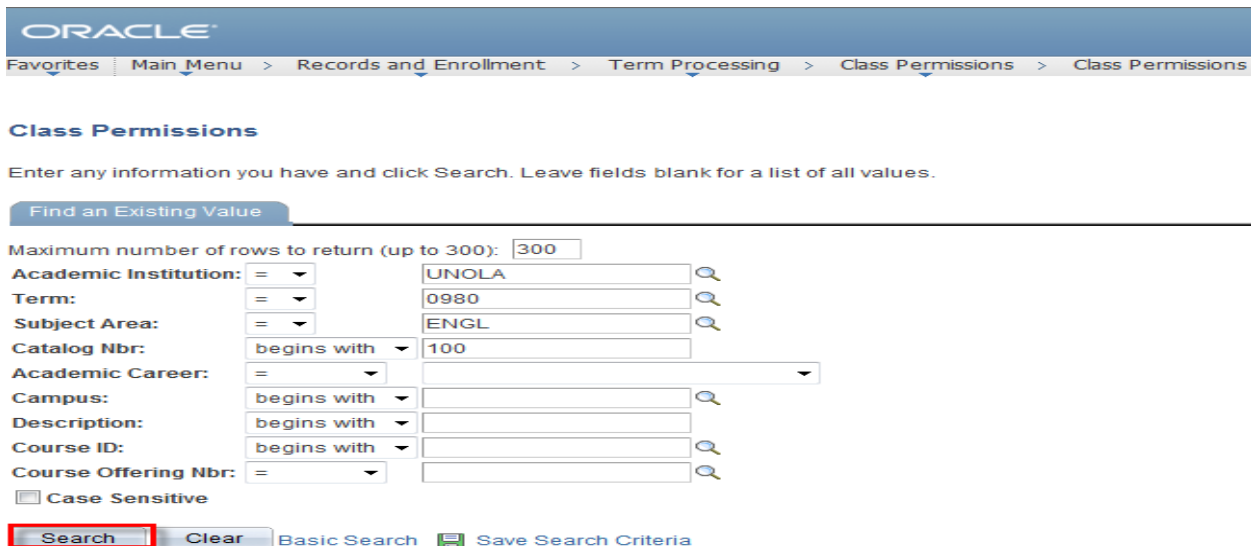 ORACLE
Favorites Main Menu > Records and Enrollment > Term Processing > Class Permissions > Class Permissions
Class Permissions
Enter any information you have and click Search. Leave fields blank for a list of all values.
Find an Existing Value
Maximum number of rows to return (up to 300): 300
Academic Institution: = UNOLA
Term: = 0980
Subject Area: = ENGL
Catalog Nbr: begins with 100
Academic Career: =
Campus: begins with
Description: begins with
Course ID: begins with
Course Offering Nbr: =
Case Sensitive
Search Clear Basic Search Save Search Criteria